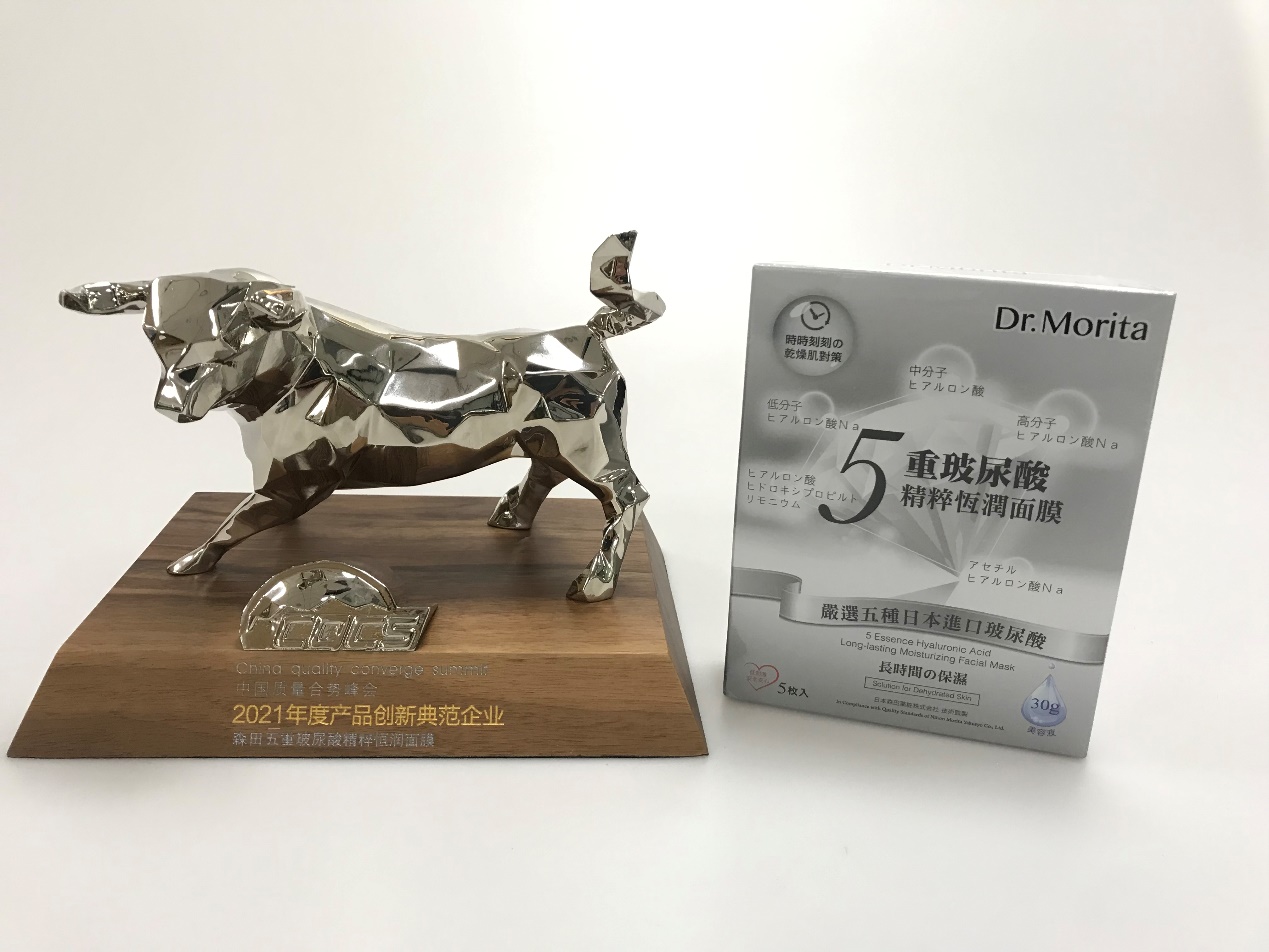 CQCS
China quality converge summit
中国质量合势峰会
2021年度产品创新典范企业
森田五重玻尿酸精粹恒润面膜
Dr.Morita
時時刻刻の
乾燥肌對策
中分子
ヒアルロン酸
低分子
ヒアルロン酸Na
高分子
ヒアルロン酸Na
ヒアルロン酸
ヒドロキシプロピルト
リモニウム
5重玻尿酸
精粹恆潤面膜
アセチル
ヒアルロン酸Na
嚴選五種日本進口玻尿酸
5 Essence Hyaluronic Acid
Long-lasting Moisturizing Facial Mask
長時間の保濕
Solution for Dehydrated Skin
5枚入
30g
美容液